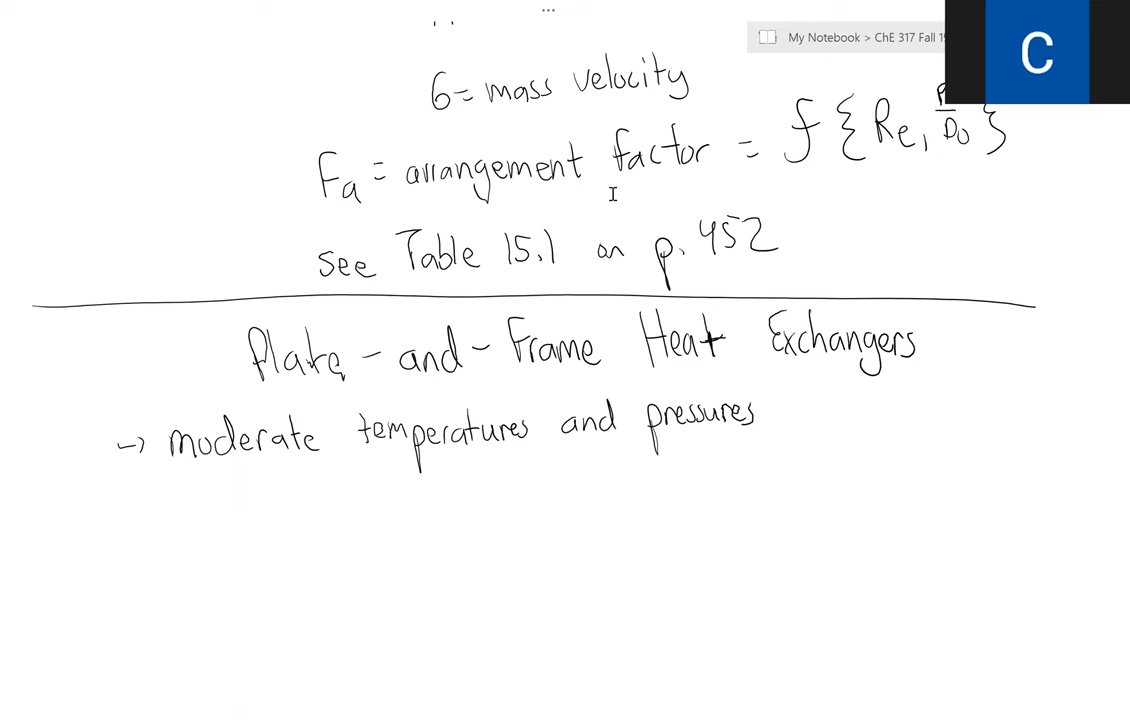 ...
My Notebook > ChE 317 Fall 1
C
G = mass velocity
Fa = arrangement factor = f { Re, P/Do }
see Table 15.1 on p. 452
Plate-and-Frame Heat Exchangers
→ moderate temperatures and pressures